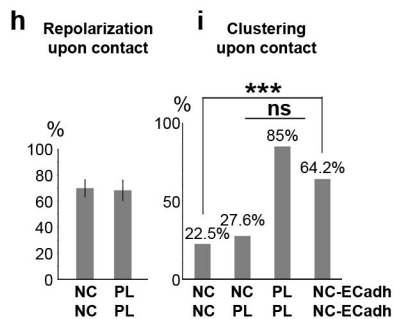 h
Repolarization
upon contact
%
100
80
60
40
20
0
NC PL
NC PL
i
Clustering
upon contact
%
100
50
0
***
ns
22.5%
27.6%
85%
64.2%
NC NC PL NC-ECadh
NC PL PL NC-ECadh